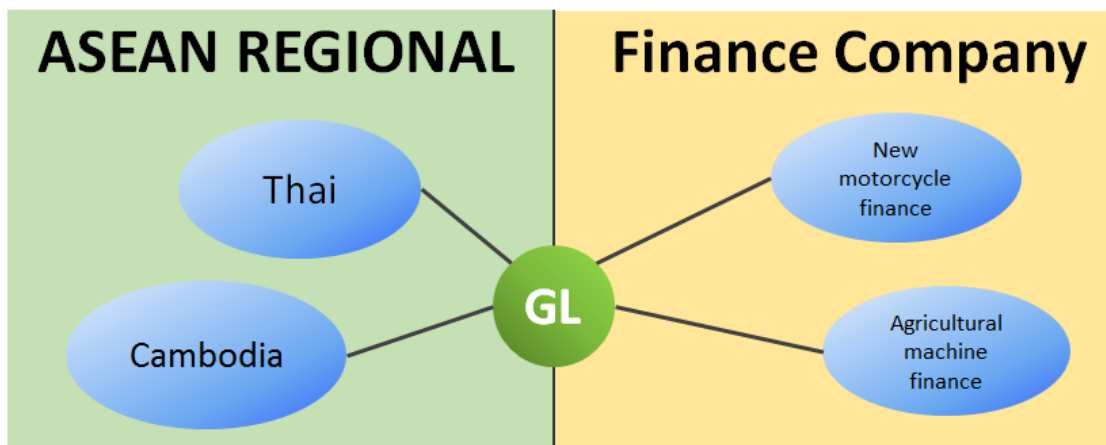 ASEAN REGIONAL
Finance Company
Thai
Cambodia
GL
New
motorcycle
finance
Agricultural
machine
finance